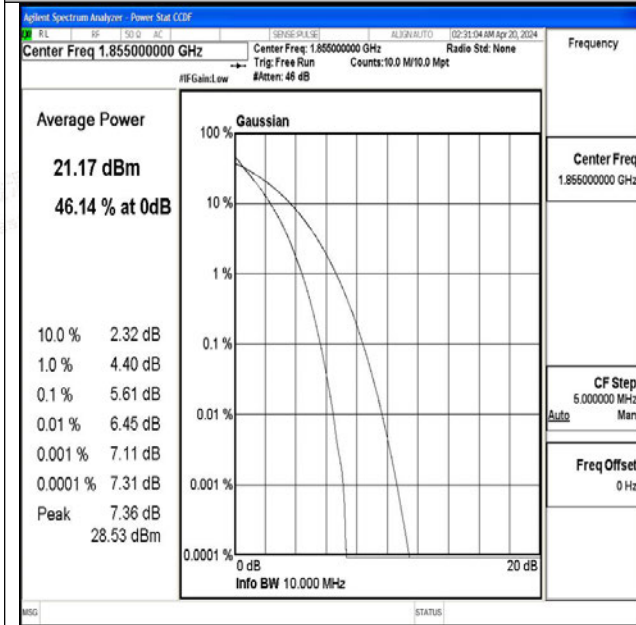 Agilent Spectrum Analyzer - Power Stat CCDF
RL RF 50 Ω AC SENSE:PULSE ALIGN AUTO 02:31:04 AM Apr 20, 2024
Center Freq 1.855000000 GHz
Center Freq: 1.855000000 GHz Radio Std: None
Trig: Free Run Counts:10.0 M/10.0 Mpt
#IFGain:Low #Atten: 46 dB
Frequency
Average Power
21.17 dBm
46.14 % at 0dB
10.0 % 2.32 dB
1.0 % 4.40 dB
0.1 % 5.61 dB
0.01 % 6.45 dB
0.001 % 7.11 dB
0.0001 % 7.31 dB
Peak 7.36 dB
28.53 dBm
Gaussian
100 %
10 %
1 %
0.1 %
0.01 %
0.001 %
0.0001 %
0 dB 20 dB
Info BW 10.000 MHz
Center Freq
1.855000000 GHz
CF Step
5.000000 MHz
Auto Man
Freq Offset
0 Hz
MSG STATUS